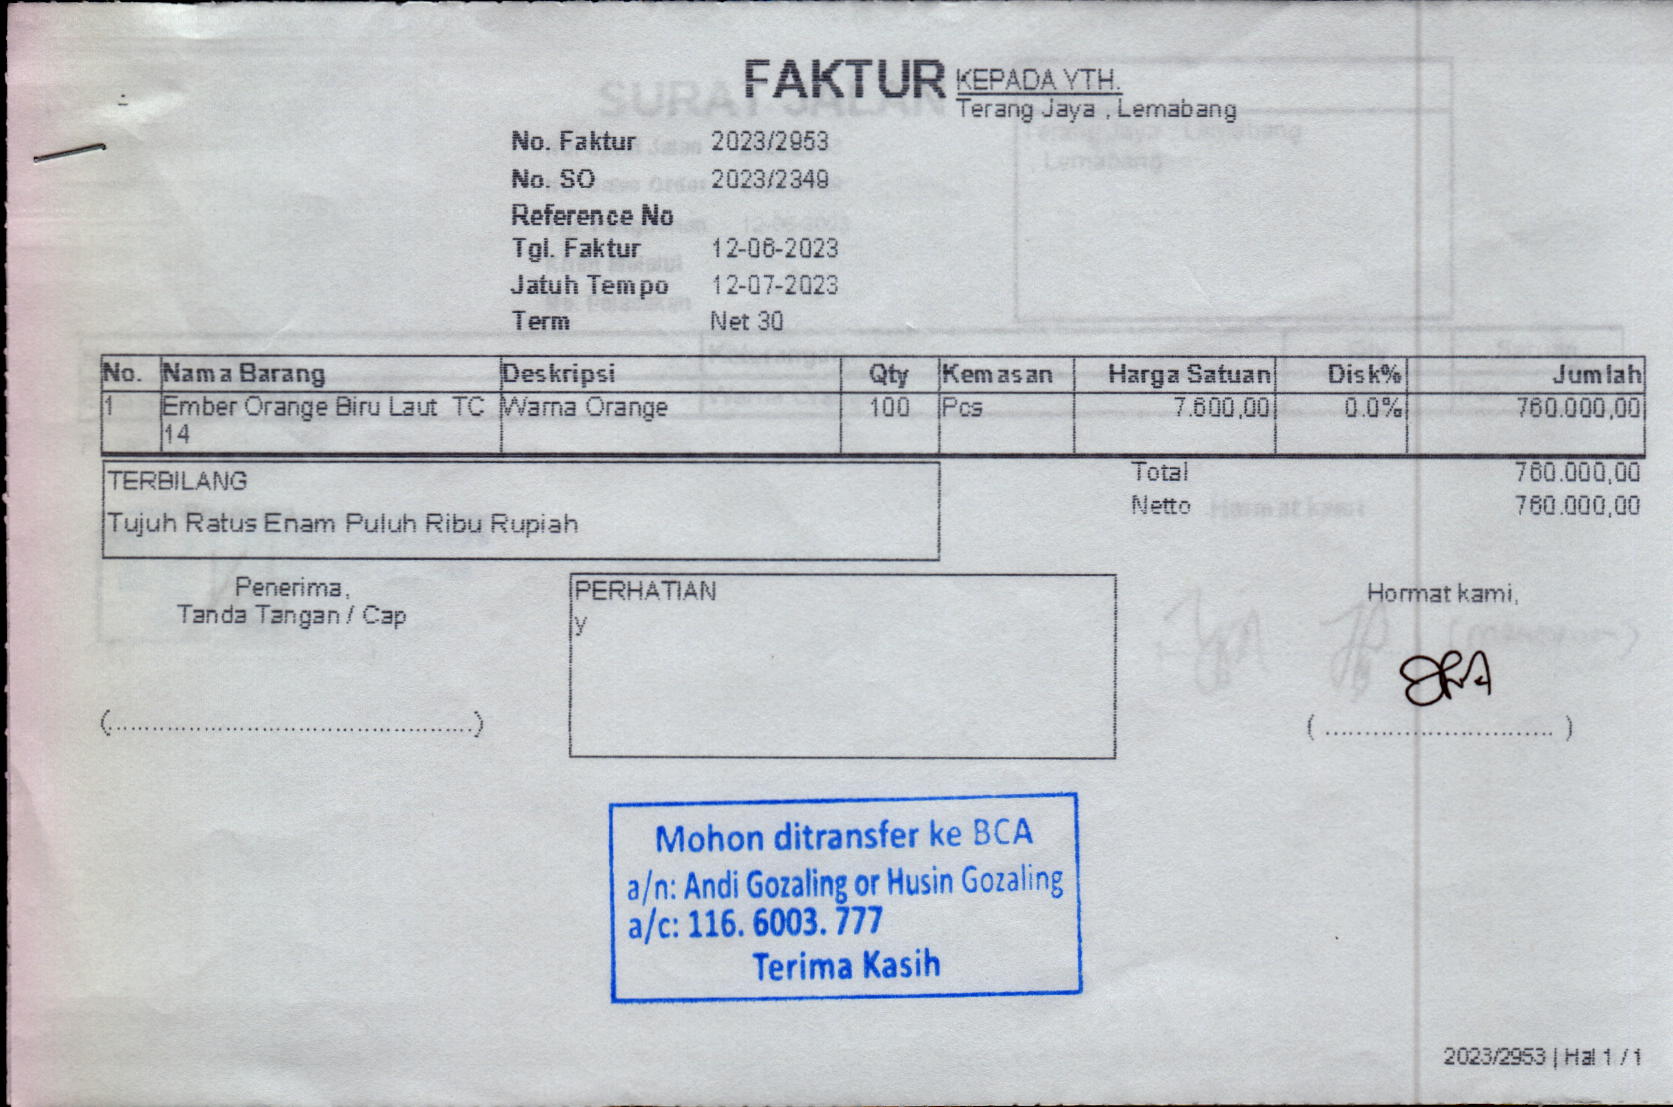 FAKTUR
KEPADA YTH.
Terang Jaya , Lemabang
No. Faktur 2023/2953
No. SO 2023/2349
Reference No
Tgl. Faktur 12-06-2023
Jatuh Tempo 12-07-2023
Term Net 30
No. Nama Barang Deskripsi Qty Kemasan Harga Satuan Disk% Jumlah
1 Ember Orange Biru Laut TC Warna Orange 100 Pcs 7.600,00 0.0% 760.000,00
14
TERBILANG
Tujuh Ratus Enam Puluh Ribu Rupiah
Total 760.000,00
Netto 760.000,00
Penerima,
Tanda Tangan / Cap
(................................................)
PERHATIAN
y
Hormat kami,
( .............................. )
Mohon ditransfer ke BCA
a/n: Andi Gozaling or Husin Gozaling
a/c: 116. 6003. 777
Terima Kasih
2023/2953 | Hal 1 / 1